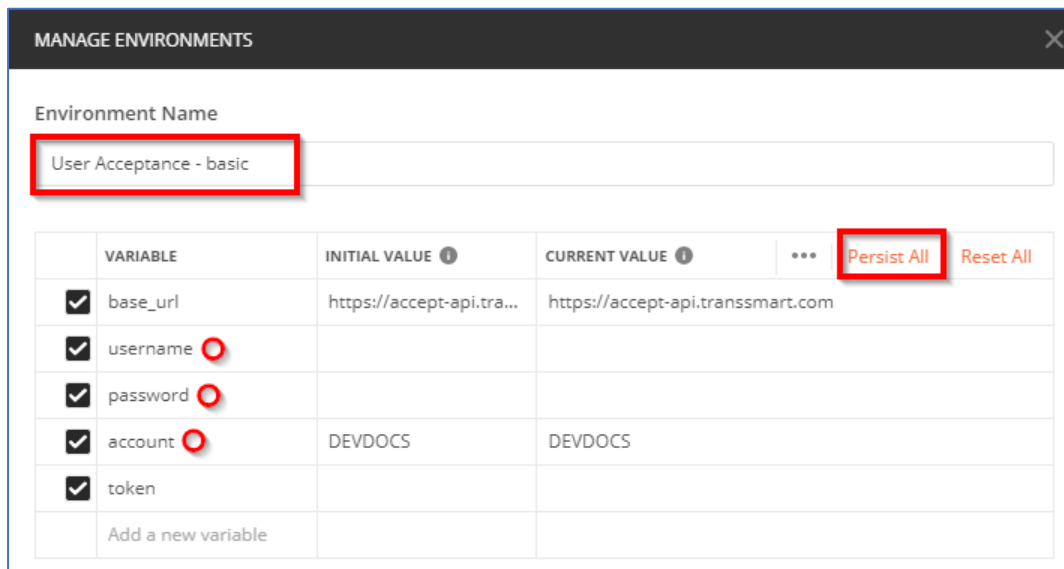 MANAGE ENVIRONMENTS
Environment Name
User Acceptance - basic
VARIABLE INITIAL VALUE CURRENT VALUE ••• Persist All Reset All
base_url https://accept-api.tra... https://accept-api.transsmart.com
username
password
account DEVDOCS DEVDOCS
token
Add a new variable